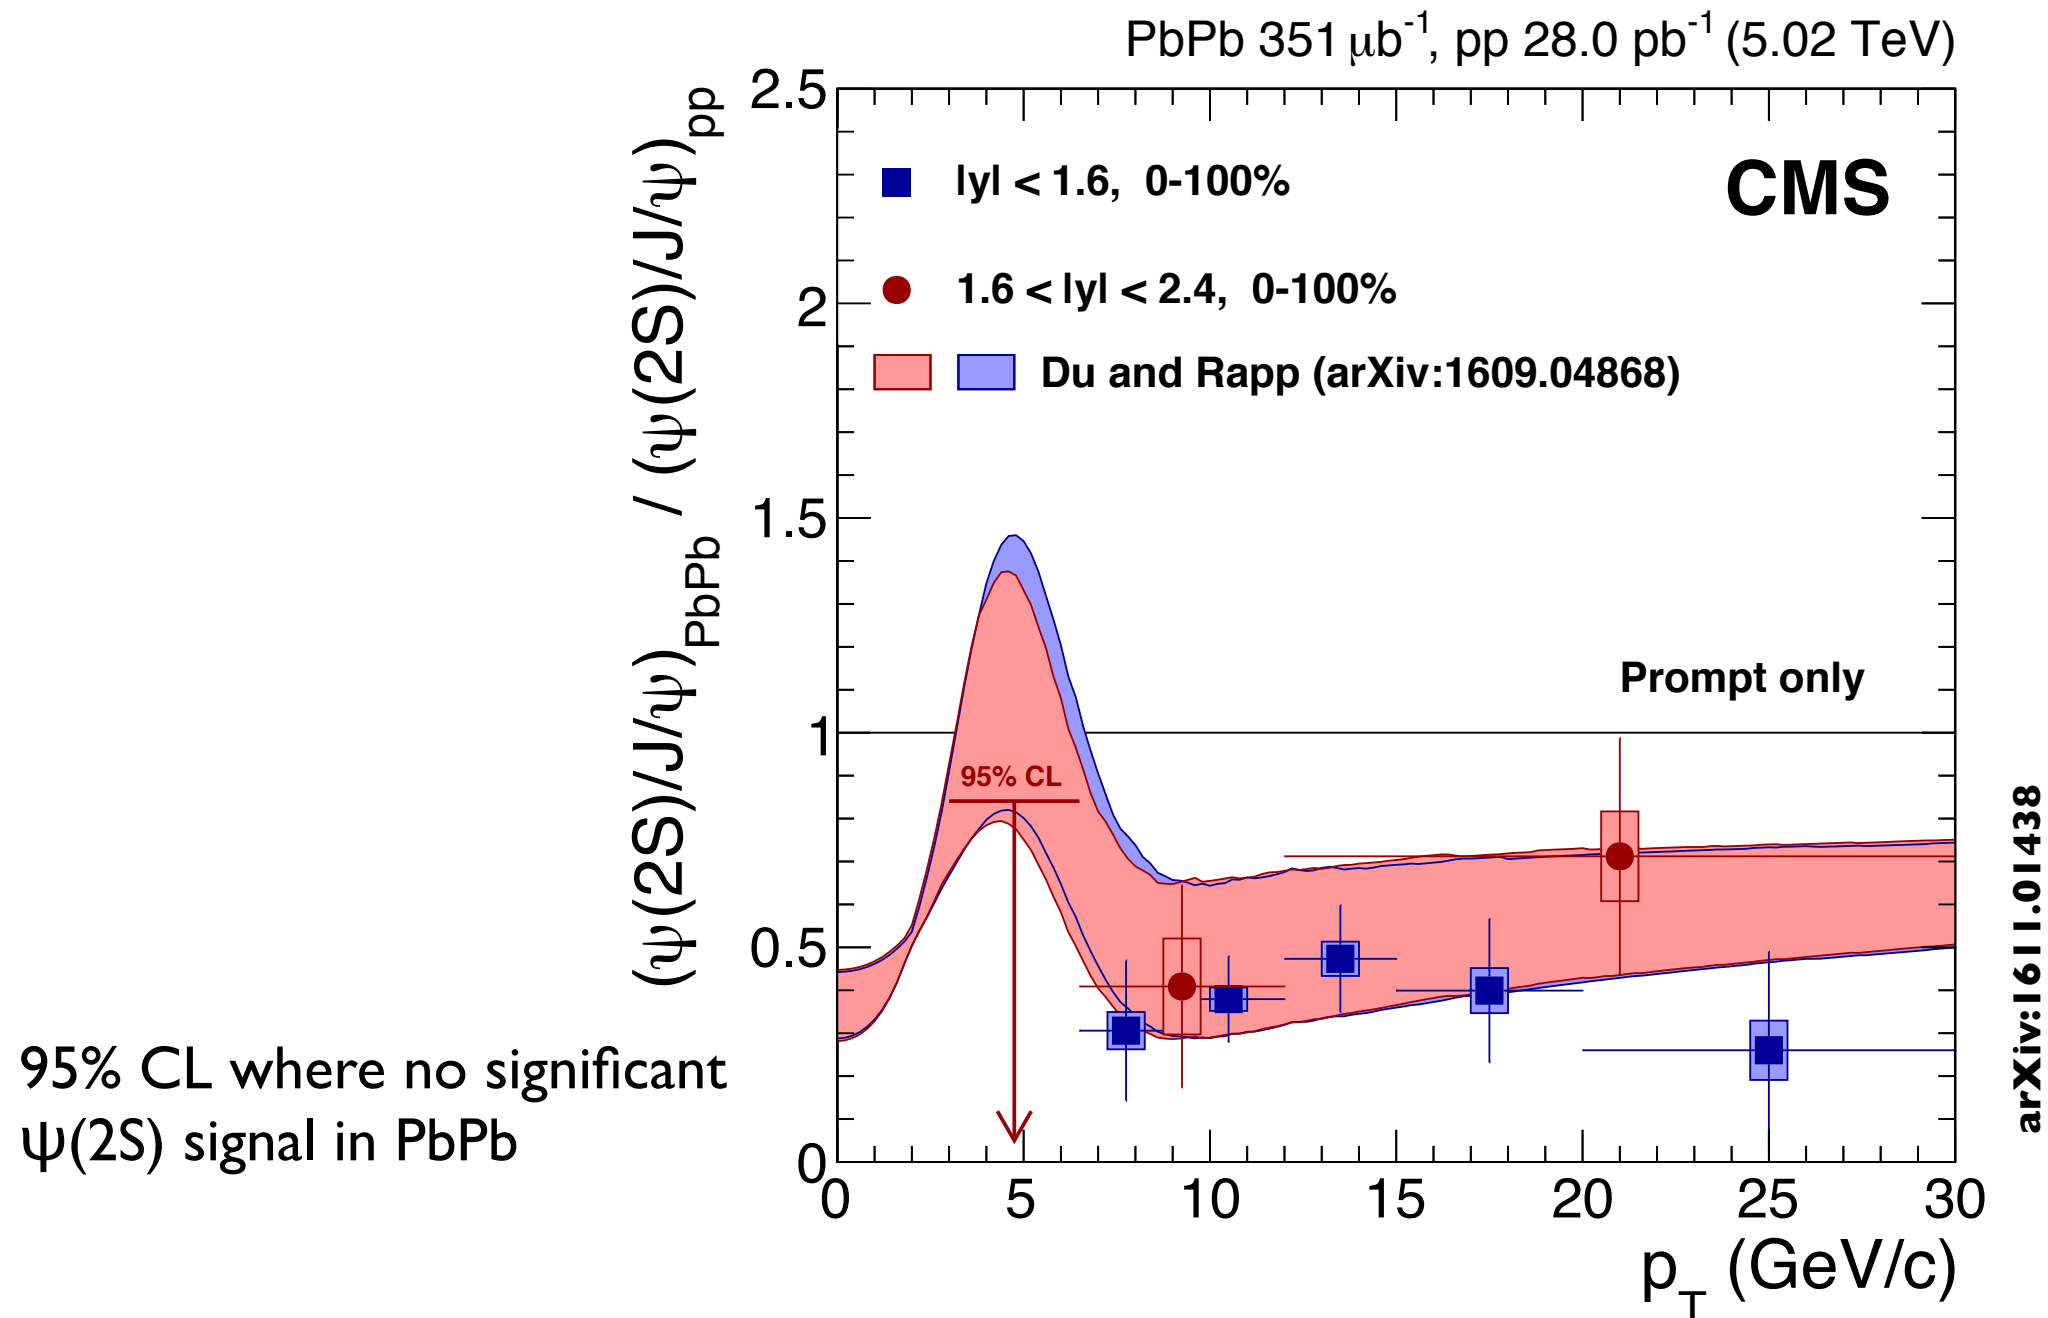 PbPb 351 μb⁻¹, pp 28.0 pb⁻¹ (5.02 TeV)
(ψ(2S)/J/ψ)PbPb / (ψ(2S)/J/ψ)pp
2.5
2
1.5
1
0.5
0
|y| < 1.6, 0-100%
CMS
1.6 < |y| < 2.4, 0-100%
Du and Rapp (arXiv:1609.04868)
Prompt only
95% CL
arXiv:1611.01438
95% CL where no significant
ψ(2S) signal in PbPb
0 5 10 15 20 25 30
pT (GeV/c)